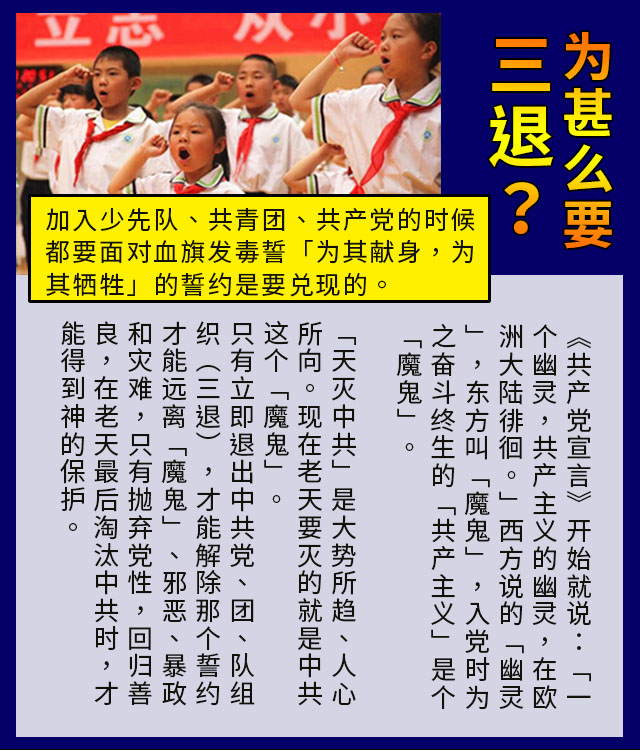 立志
从小
为甚么要
三退？
加入少先队、共青团、共产党的时候
都要面对血旗发毒誓「为其献身，为
其牺牲」的誓约是要兑现的。
《共产党宣言》开始就说：「一
个幽灵，共产主义的幽灵，在欧
洲大陆徘徊。」西方说的「幽灵
」，东方叫「魔鬼」，入党时为
之奋斗终生的「共产主义」是个
「魔鬼」。
「天灭中共」是大势所趋、人心
所向。现在老天要灭的就是中共
这个「魔鬼」。
只有立即退出中共党、团、队组
织（三退），才能解除那个誓约
才能远离「魔鬼」、邪恶、暴政
和灾难，只有抛弃党性，回归善
良，在老天最后淘汰中共时，才
能得到神的保护。